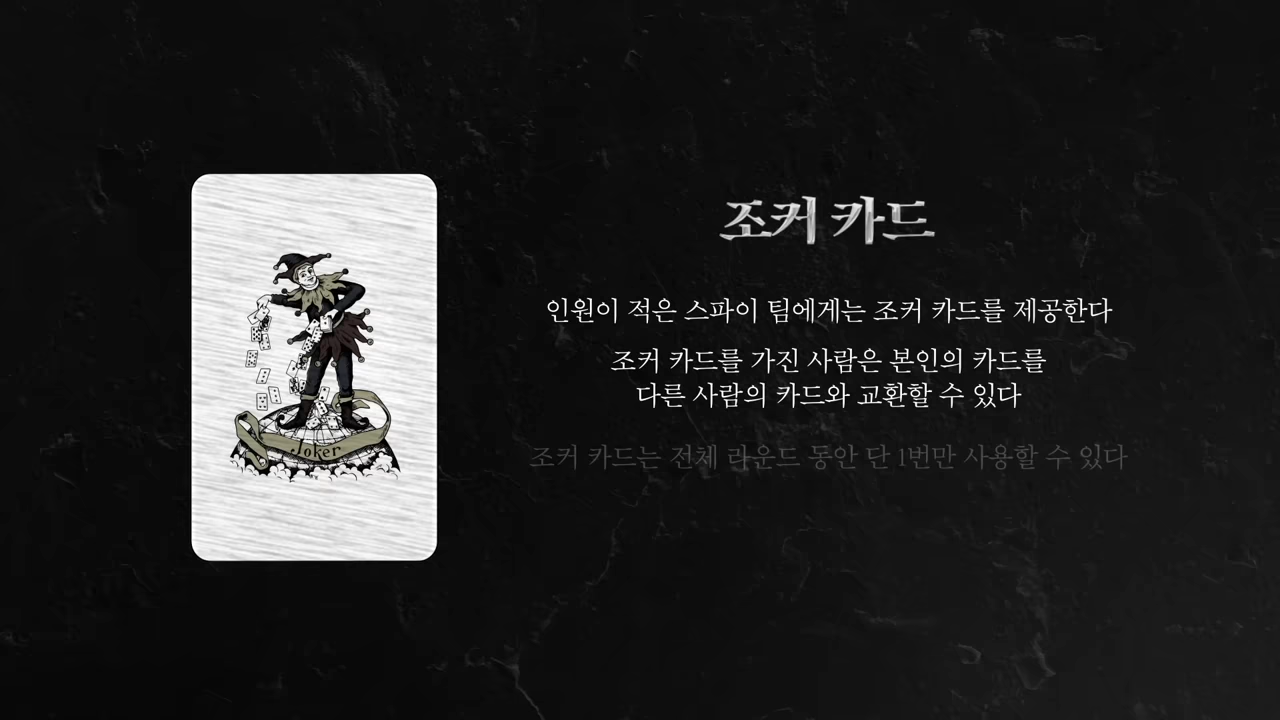 조커 카드
인원이 적은 스파이 팀에게는 조커 카드를 제공한다
조커 카드를 가진 사람은 본인의 카드를
다른 사람의 카드와 교환할 수 있다
조커 카드는 전체 라운드 동안 단 1번만 사용할 수 있다
Joker